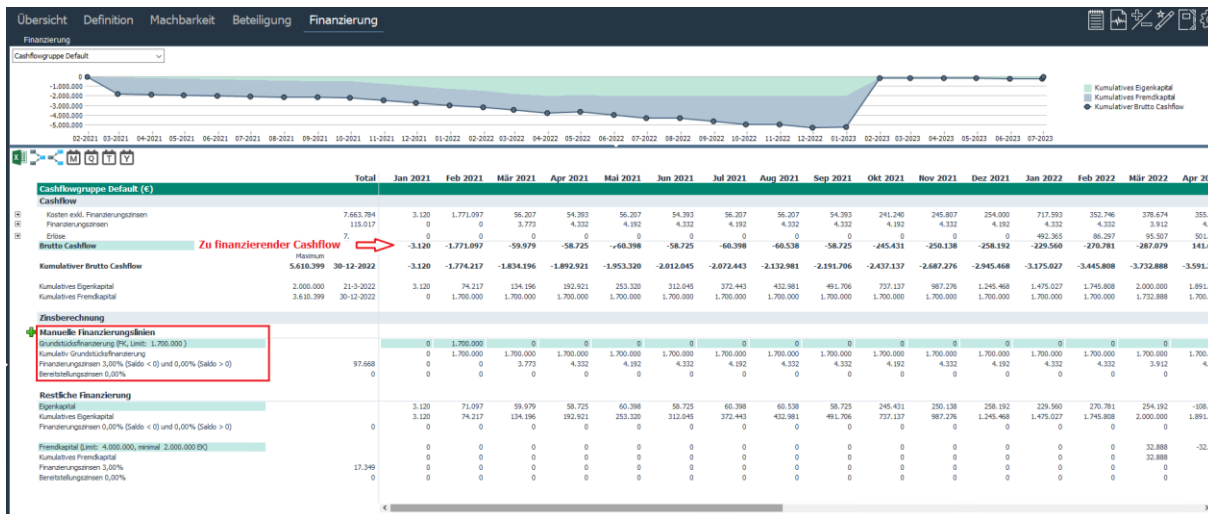 Übersicht Definition Machbarkeit Beteiligung Finanzierung
Finanzierung
Cashflowgruppe Default
0
-1.000.000
-2.000.000
-3.000.000
-4.000.000
-5.000.000
Kumulatives Eigenkapital
Kumulatives Fremdkapital
Kumulativer Brutto Cashflow
02-2021 03-2021 04-2021 05-2021 06-2021 07-2021 08-2021 09-2021 10-2021 11-2021 12-2021 01-2022 02-2022 03-2022 04-2022 05-2022 06-2022 07-2022 08-2022 09-2022 10-2022 11-2022 12-2022 01-2023 02-2023 03-2023 04-2023 05-2023 06-2023 07-2023
M Q T Y
Total Jan 2021 Feb 2021 Mär 2021 Apr 2021 Mai 2021 Jun 2021 Jul 2021 Aug 2021 Sep 2021 Okt 2021 Nov 2021 Dez 2021 Jan 2022 Feb 2022 Mär 2022 Apr 20
Cashflowgruppe Default (€)
Cashflow
Kosten exkl. Finanzierungszinsen 7.663.784 3.120 1.771.097 56.207 54.393 56.207 54.393 56.207 56.207 54.393 241.240 245.807 254.000 717.593 352.746 378.674 355.
Finanzierungszinsen 115.017 0 0 3.773 4.332 4.192 4.332 4.192 4.332 4.332 4.192 4.332 4.192 4.332 4.332 3.912 4.
Erlöse 7. 0 0 0 0 0 0 0 0 0 0 0 0 492.365 86.297 95.507 501.
Brutto Cashflow Zu finanzierender Cashflow -3.120 -1.771.097 -59.979 -58.725 -60.398 -58.725 -60.398 -60.538 -58.725 -245.431 -250.138 -258.192 -229.560 -270.781 -287.079 141.
Maximum
Kumulativer Brutto Cashflow 5.610.399 30-12-2022 -3.120 -1.774.217 -1.834.196 -1.892.921 -1.953.320 -2.012.045 -2.072.443 -2.132.981 -2.191.706 -2.437.137 -2.687.276 -2.945.468 -3.175.027 -3.445.808 -3.732.888 -3.591.
Kumulatives Eigenkapital 2.000.000 21-3-2022 3.120 74.217 134.196 192.921 253.320 312.045 372.443 432.981 491.706 737.137 987.276 1.245.468 1.475.027 1.745.808 2.000.000 1.891.
Kumulatives Fremdkapital 3.610.399 30-12-2022 0 1.700.000 1.700.000 1.700.000 1.700.000 1.700.000 1.700.000 1.700.000 1.700.000 1.700.000 1.700.000 1.700.000 1.700.000 1.700.000 1.732.888 1.700.
Zinsberechnung
Manuelle Finanzierungslinien
Grundstücksfinanzierung (FK, Limit: 1.700.000 ) 0 1.700.000 0 0 0 0 0 0 0 0 0 0 0 0 0
Kumulativ Grundstücksfinanzierung 0 1.700.000 1.700.000 1.700.000 1.700.000 1.700.000 1.700.000 1.700.000 1.700.000 1.700.000 1.700.000 1.700.000 1.700.000 1.700.000 1.700.000 1.700.
Finanzierungszinsen 3,00% (Saldo < 0) und 0,00% (Saldo > 0) 97.668 0 0 3.773 4.332 4.192 4.332 4.192 4.332 4.332 4.192 4.332 4.192 4.332 4.332 3.912 4.
Bereitstellungszinsen 0,00% 0 0 0 0 0 0 0 0 0 0 0 0 0 0 0 0
Restliche Finanzierung
Eigenkapital 3.120 71.097 59.979 58.725 60.398 58.725 60.398 60.538 58.725 245.431 250.138 258.192 229.560 270.781 254.192 -108.
Kumulatives Eigenkapital 3.120 74.217 134.196 192.921 253.320 312.045 372.443 432.981 491.706 737.137 987.276 1.245.468 1.475.027 1.745.808 2.000.000 1.891.
Finanzierungszinsen 0,00% (Saldo < 0) und 0,00% (Saldo > 0) 0 0 0 0 0 0 0 0 0 0 0 0 0 0 0 0
Fremdkapital (Limit: 4.000.000, minimal 2.000.000 EK) 0 0 0 0 0 0 0 0 0 0 0 0 0 0 32.888 -32.
Kumulatives Fremdkapital 0 0 0 0 0 0 0 0 0 0 0 0 0 0 32.888
Finanzierungszinsen 3,00% 17.349 0 0 0 0 0 0 0 0 0 0 0 0 0 0 0
Bereitstellungszinsen 0,00% 0 0 0 0 0 0 0 0 0 0 0 0 0 0 0 0